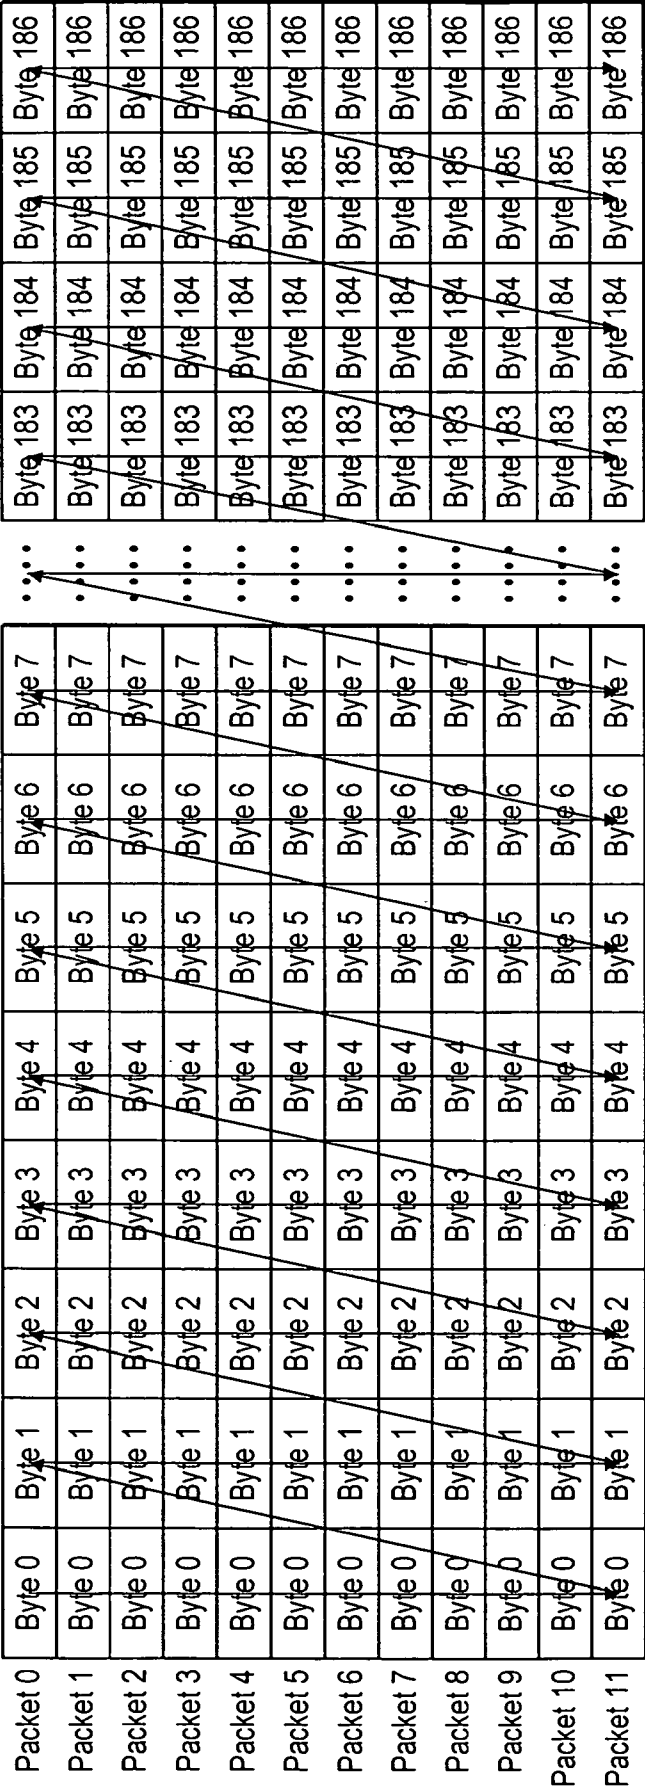 Packet 0 Byte 0 Byte 1 Byte 2 Byte 3 Byte 4 Byte 5 Byte 6 Byte 7 •••• Byte 183 Byte 184 Byte 185 Byte 186
Packet 1 Byte 0 Byte 1 Byte 2 Byte 3 Byte 4 Byte 5 Byte 6 Byte 7 •••• Byte 183 Byte 184 Byte 185 Byte 186
Packet 2 Byte 0 Byte 1 Byte 2 Byte 3 Byte 4 Byte 5 Byte 6 Byte 7 •••• Byte 183 Byte 184 Byte 185 Byte 186
Packet 3 Byte 0 Byte 1 Byte 2 Byte 3 Byte 4 Byte 5 Byte 6 Byte 7 •••• Byte 183 Byte 184 Byte 185 Byte 186
Packet 4 Byte 0 Byte 1 Byte 2 Byte 3 Byte 4 Byte 5 Byte 6 Byte 7 •••• Byte 183 Byte 184 Byte 185 Byte 186
Packet 5 Byte 0 Byte 1 Byte 2 Byte 3 Byte 4 Byte 5 Byte 6 Byte 7 •••• Byte 183 Byte 184 Byte 185 Byte 186
Packet 6 Byte 0 Byte 1 Byte 2 Byte 3 Byte 4 Byte 5 Byte 6 Byte 7 •••• Byte 183 Byte 184 Byte 185 Byte 186
Packet 7 Byte 0 Byte 1 Byte 2 Byte 3 Byte 4 Byte 5 Byte 6 Byte 7 •••• Byte 183 Byte 184 Byte 185 Byte 186
Packet 8 Byte 0 Byte 1 Byte 2 Byte 3 Byte 4 Byte 5 Byte 6 Byte 7 •••• Byte 183 Byte 184 Byte 185 Byte 186
Packet 9 Byte 0 Byte 1 Byte 2 Byte 3 Byte 4 Byte 5 Byte 6 Byte 7 •••• Byte 183 Byte 184 Byte 185 Byte 186
Packet 10 Byte 0 Byte 1 Byte 2 Byte 3 Byte 4 Byte 5 Byte 6 Byte 7 •••• Byte 183 Byte 184 Byte 185 Byte 186
Packet 11 Byte 0 Byte 1 Byte 2 Byte 3 Byte 4 Byte 5 Byte 6 Byte 7 •••• Byte 183 Byte 184 Byte 185 Byte 186